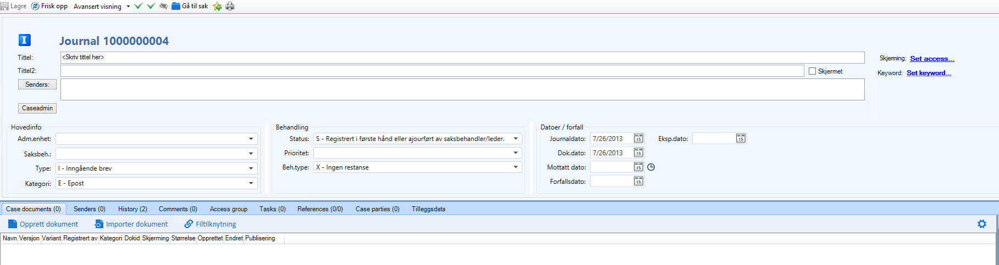 Lagre Frisk opp Avansert visning Gå til sak
I Journal 1000000004
Tittel: <Skriv tittel her> Skjerming: Set access...
Tittel2: Skjermet Keyword: Set keyword...
Senders:
Caseadmin
Hovedinfo Behandling Datoer / forfall
Adm.enhet: Status: S - Registrert i første hånd eller ajourført av saksbehandler/leder. Journaldato: 7/26/2013 15 Eksp.dato: 15
Saksbeh.: Prioritet: Dok.dato: 7/26/2013 15
Type: I - Inngående brev Beh.type: X - Ingen restanse Mottatt dato: 15
Kategori: E - Epost Forfallsdato: 15
Case documents (0) Senders (0) History (2) Comments (0) Access group Tasks (0) References (0/0) Case parties (0) Tilleggsdata
Opprett dokument Importer dokument Filtilknytning
Navn Versjon Variant Registrert av Kategori Dokid Skjerming Størrelse Opprettet Endret Publisering